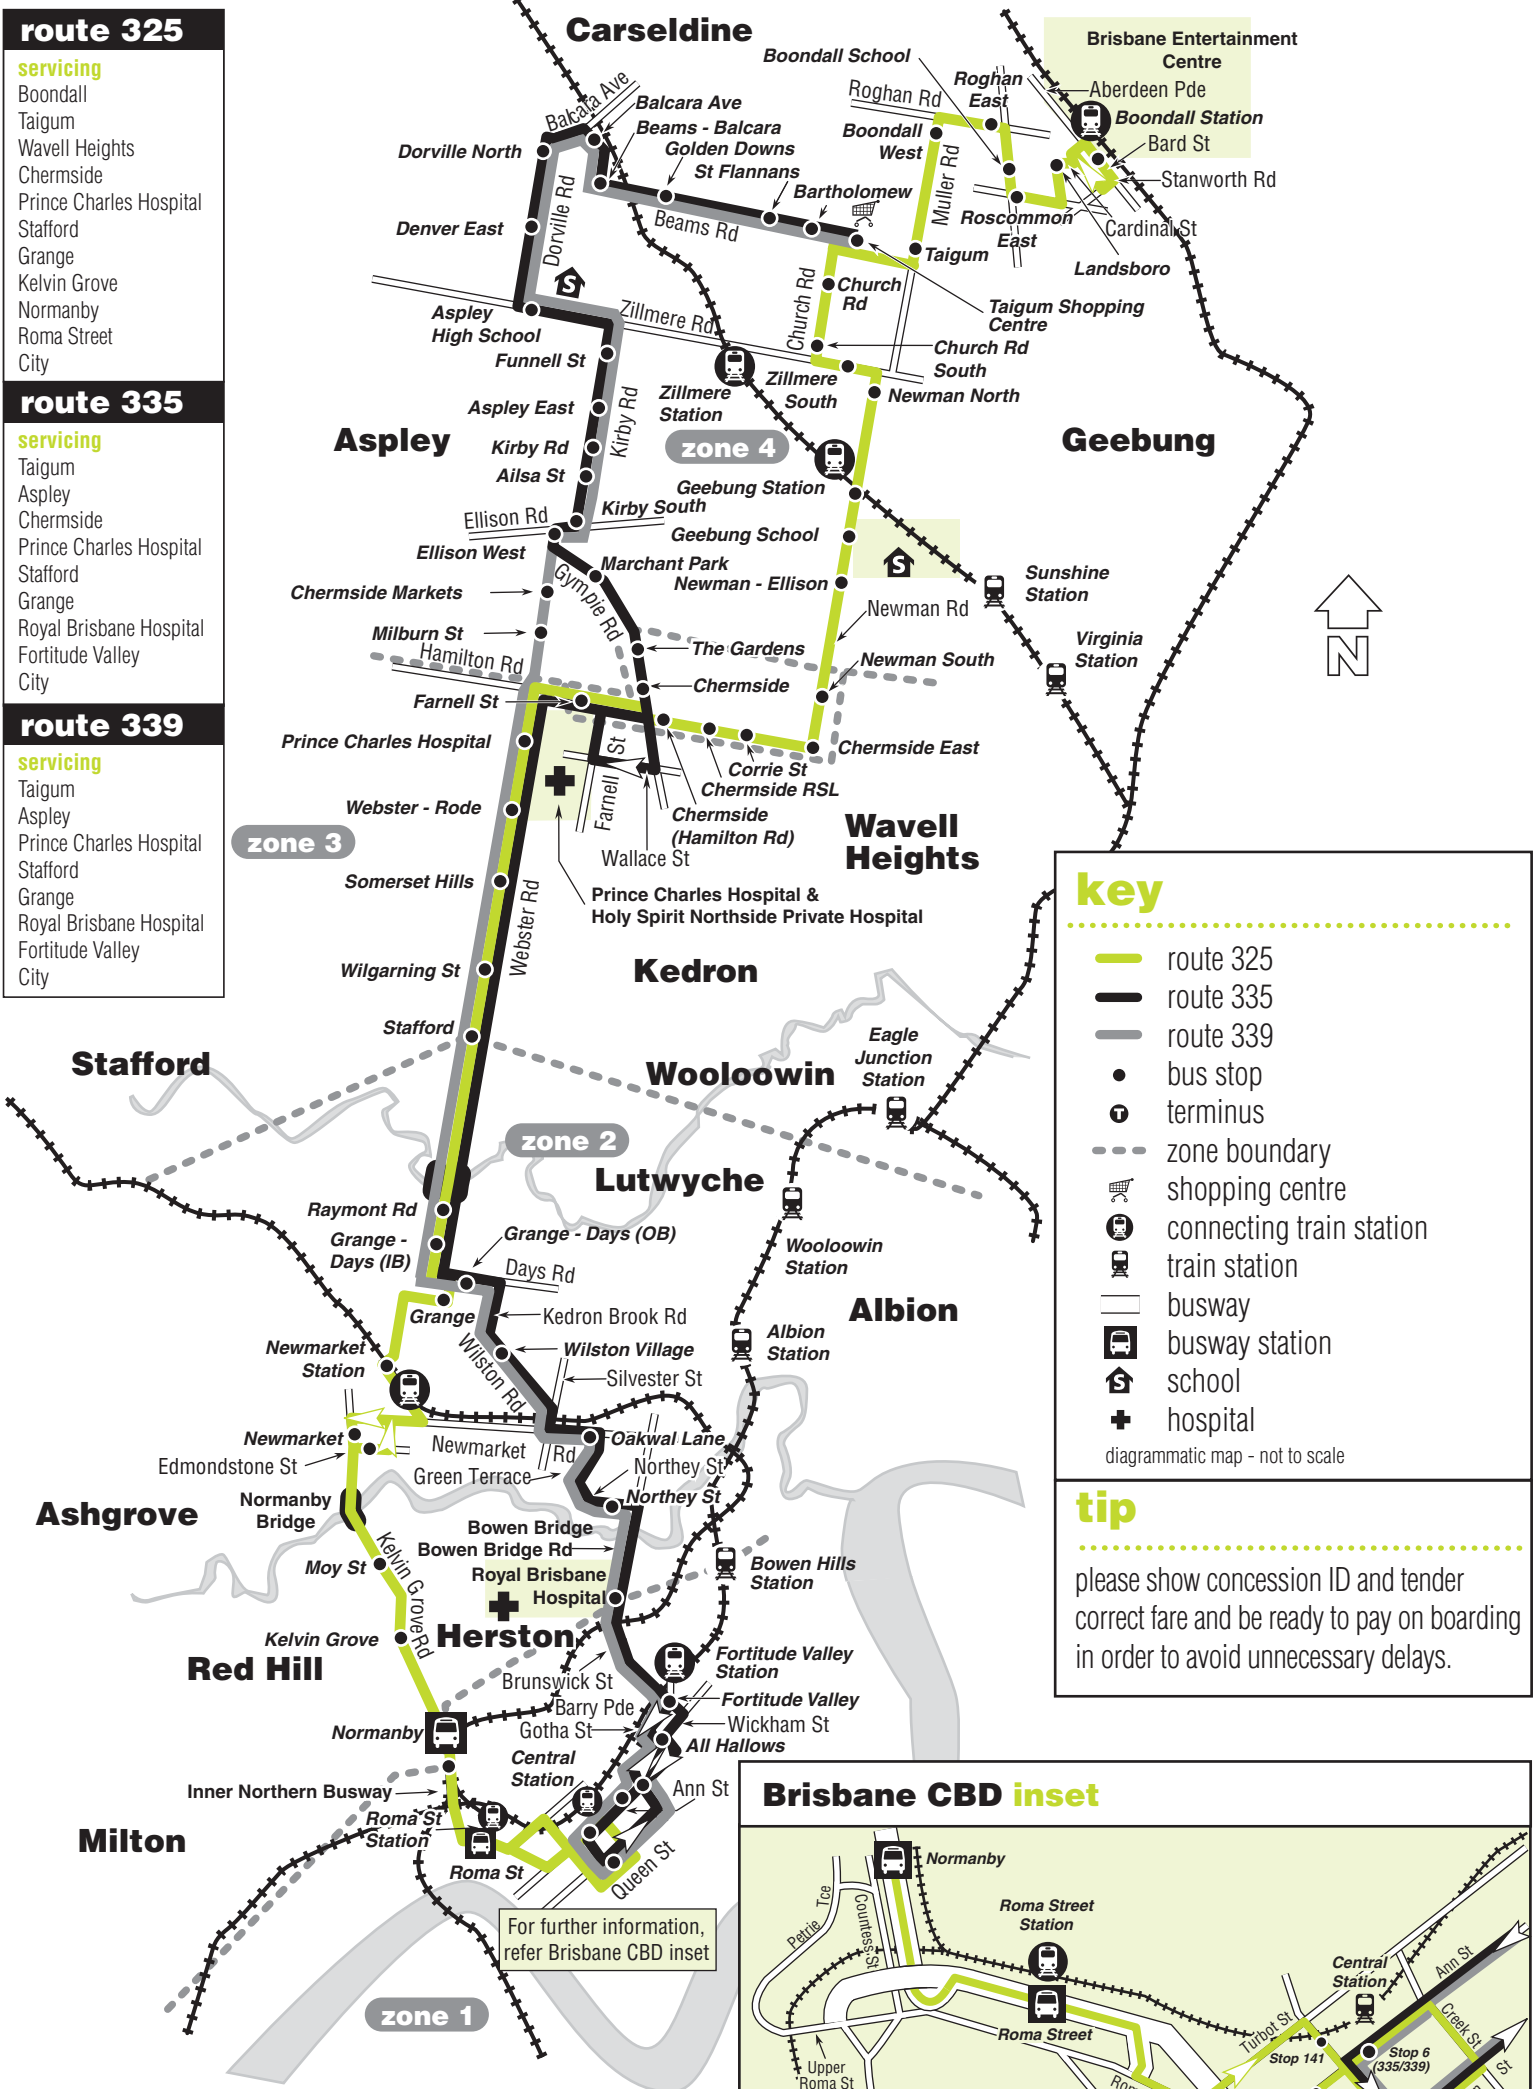 route 325
servicing
Boondall
Taigum
Wavell Heights
Chermside
Prince Charles Hospital
Stafford
Grange
Kelvin Grove
Normanby
Roma Street
City
route 335
servicing
Taigum
Aspley
Chermside
Prince Charles Hospital
Stafford
Grange
Royal Brisbane Hospital
Fortitude Valley
City
route 339
servicing
Taigum
Aspley
Prince Charles Hospital
Stafford
Grange
Royal Brisbane Hospital
Fortitude Valley
City
Carseldine
Brisbane Entertainment
Centre
Boondall School
Roghan
East
Aberdeen Pde
Roghan Rd
Balcara Ave
Balcara Ave
Boondall Station
Beams - Balcara
Boondall
West
Bard St
Golden Downs
Dorville North
St Flannans
Stanworth Rd
Bartholomew
Muller Rd
Dorville Rd
Beams Rd
Roscommon
East
Cardinal St
Denver East
Taigum
Landsboro
Church
Rd
Church Rd
Taigum Shopping
Centre
Aspley
High School
Zillmere Rd
Church Rd
South
Funnell St
Zillmere
Station
Zillmere
South
Newman North
Aspley East
Kirby Rd
Aspley
zone 4
Geebung
Kirby Rd
Ailsa St
Geebung Station
Kirby South
Ellison Rd
Geebung School
Ellison West
Marchant Park
Newman - Ellison
Sunshine
Station
Gympie Rd
Chermside Markets
Newman Rd
Milburn St
Virginia
Station
The Gardens
Hamilton Rd
Newman South
Chermside
Farnell St
N
Prince Charles Hospital
Chermside East
Farnell St
Corrie St
Chermside RSL
Webster - Rode
Chermside
(Hamilton Rd)
Wavell
Heights
zone 3
Wallace St
Somerset Hills
Prince Charles Hospital &
Holy Spirit Northside Private Hospital
Webster Rd
Wilgarning St
Kedron
Stafford
Stafford
Eagle
Junction
Station
Wooloowin
zone 2
Lutwyche
Raymont Rd
Grange -
Days (IB)
Grange - Days (OB)
Wooloowin
Station
Days Rd
Grange
Kedron Brook Rd
Albion
Newmarket
Station
Wilston Village
Albion
Station
Wilston Rd
Silvester St
Newmarket
Oakwal Lane
Newmarket
Rd
Edmondstone St
Green Terrace
Northey St
Northey St
Ashgrove
Normanby
Bridge
Bowen Bridge
Bowen Bridge Rd
Kelvin Grove Rd
Moy St
Royal Brisbane
Hospital
Bowen Hills
Station
Kelvin Grove
Herston
Red Hill
Fortitude Valley
Station
Brunswick St
Fortitude Valley
Barry Pde
Normanby
Gotha St
Wickham St
All Hallows
Central
Station
Inner Northern Busway
Ann St
Roma St
Station
Milton
Roma St
Queen St
For further information,
refer Brisbane CBD inset
zone 1
key
route 325
route 335
route 339
bus stop
T
terminus
zone boundary
shopping centre
connecting train station
train station
busway
busway station
S
school
hospital
diagrammatic map - not to scale
tip
please show concession ID and tender
correct fare and be ready to pay on boarding
in order to avoid unnecessary delays.
Brisbane CBD inset
Normanby
Petrie Tce
Countess St
Roma Street
Station
Ann St
Central
Station
Roma Street
Turbot St
Creek St
Stop 141
Stop 6
(335/339)
St
Upper
Roma St